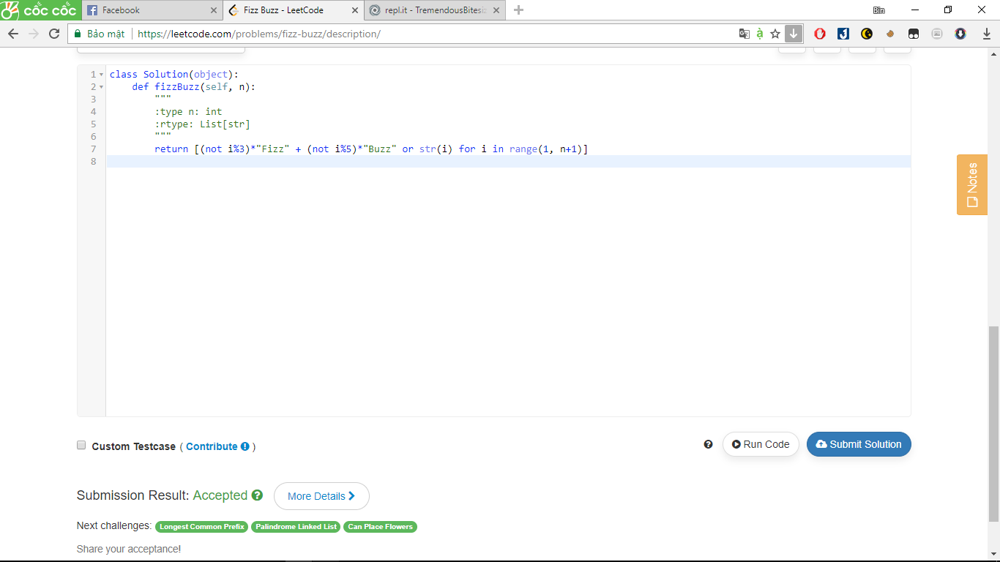 cốc cốc Facebook Fizz Buzz - LeetCode repl.it - TremendousBitesiz Bin
Bảo mật https://leetcode.com/problems/fizz-buzz/description/
1 class Solution(object):
2 def fizzBuzz(self, n):
3 """
4 :type n: int
5 :rtype: List[str]
6 """
7 return [(not i%3)*"Fizz" + (not i%5)*"Buzz" or str(i) for i in range(1, n+1)]
8
Notes
Custom Testcase ( Contribute ) Run Code Submit Solution
Submission Result: Accepted More Details
Next challenges: Longest Common Prefix Palindrome Linked List Can Place Flowers
Share your acceptance!